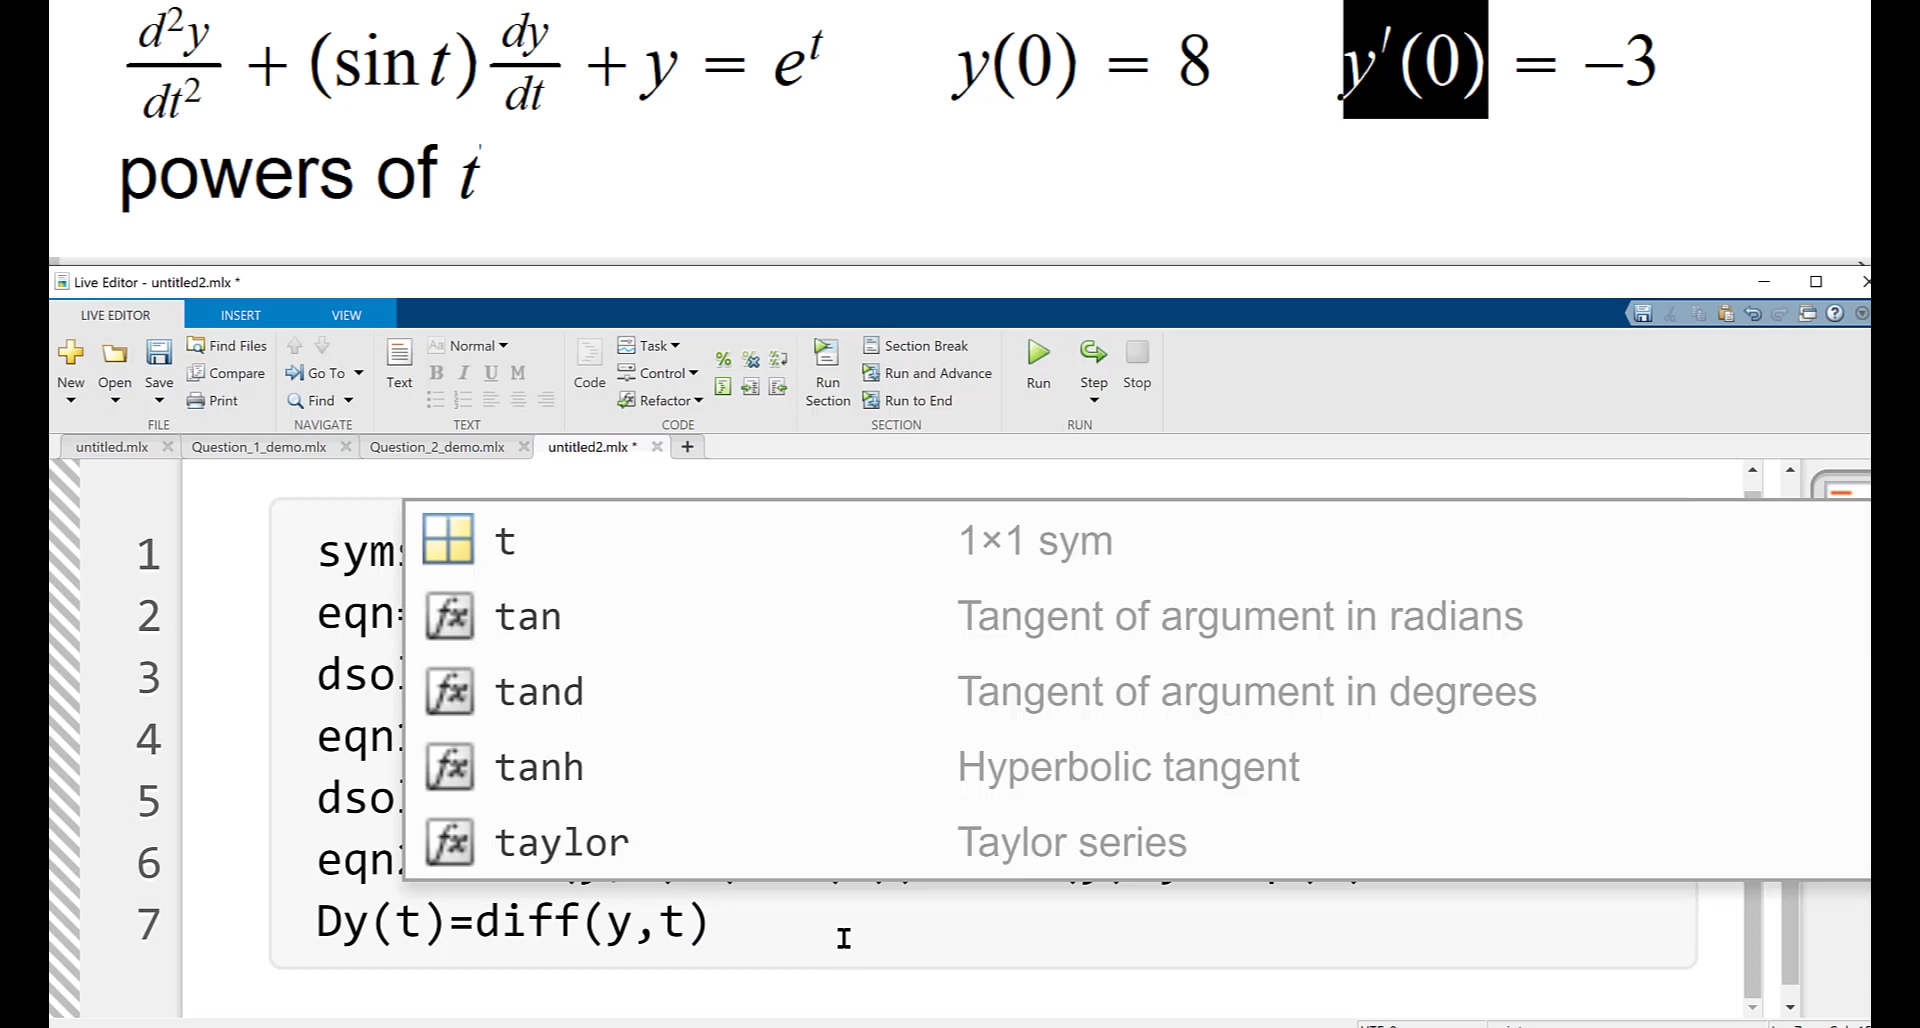 d²y/dt² + (sin t) dy/dt + y = eᵗ y(0) = 8 y′(0) = −3
powers of t
Live Editor - untitled2.mlx *
LIVE EDITOR INSERT VIEW
New Open Save Find Files Compare Print
FILE
Go To Find
NAVIGATE
Text Aa Normal B I U M
TEXT
Code Task Control Refactor
CODE
Run Section Section Break Run and Advance Run to End
SECTION
Run Step Stop
RUN
untitled.mlx Question_1_demo.mlx Question_2_demo.mlx untitled2.mlx * +
t 1×1 sym
tan Tangent of argument in radians
tand Tangent of argument in degrees
tanh Hyperbolic tangent
taylor Taylor series
1 sym
2 eqn=
3 dsol
4 eqn
5 dsol
6 eqn
7 Dy(t)=diff(y,t)